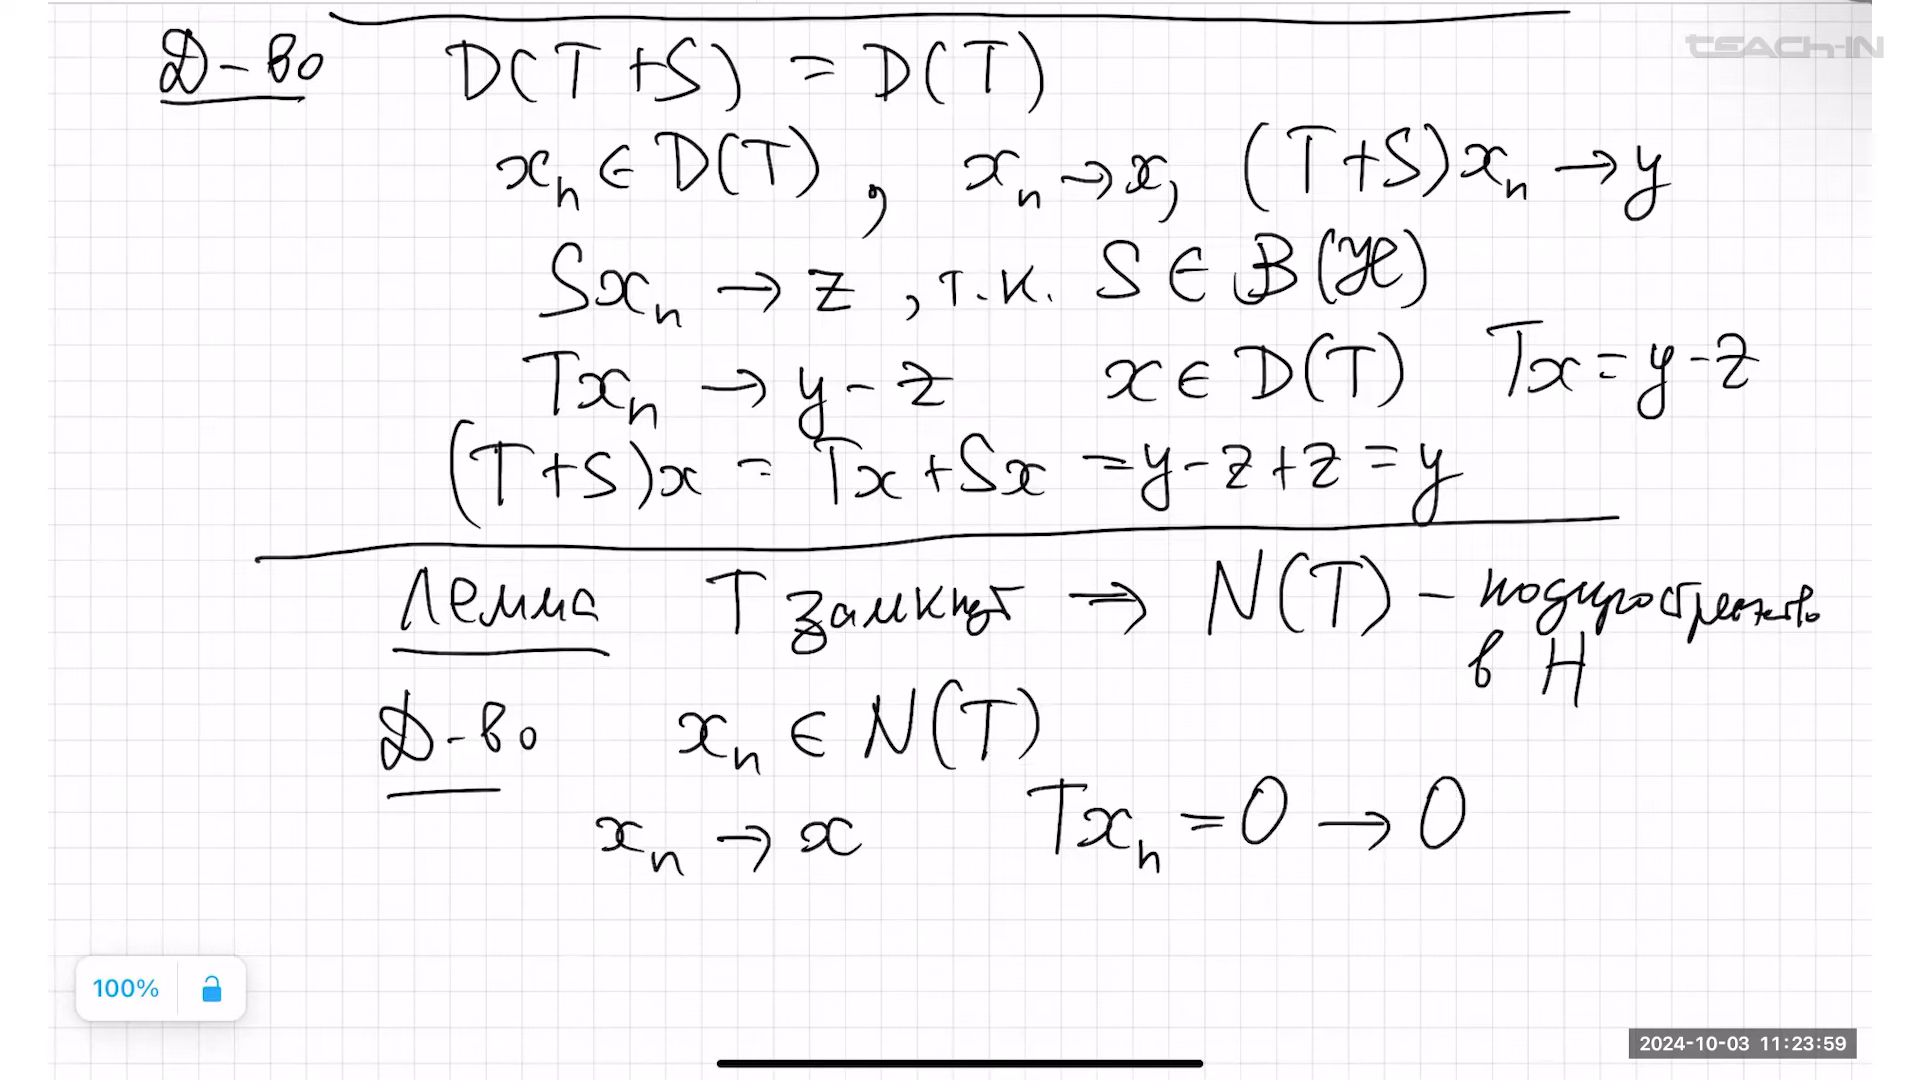 TEACH-IN
Д-во D(T+S) = D(T)
xₙ ∈ D(T), xₙ → x, (T+S)xₙ → y
Sxₙ → z, т.к. S ∈ B(ℋ)
Txₙ → y - z x ∈ D(T) Tx = y - z
(T+S)x = Tx + Sx = y - z + z = y
Лемма T замкнут ⇒ N(T) - подпространство
в H
Д-во xₙ ∈ N(T)
xₙ → x Txₙ = 0 → 0
100%
2024-10-03 11:23:59